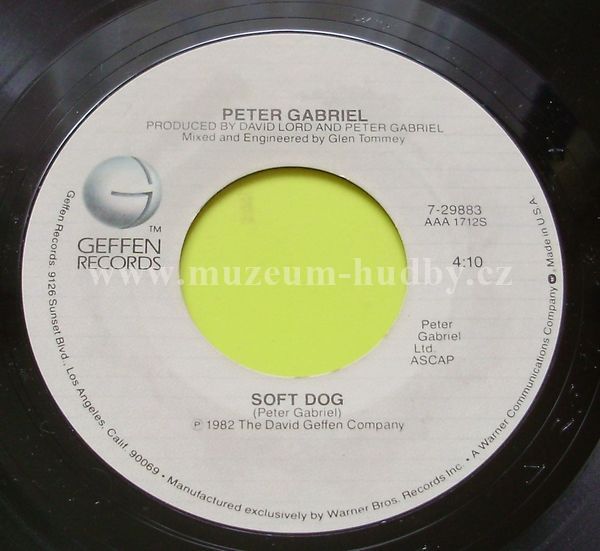 PETER GABRIEL
PRODUCED BY DAVID LORD AND PETER GABRIEL
Mixed and Engineered by Glen Tommey
G
TM
GEFFEN
RECORDS
7-29883
AAA 1712S
4:10
www.muzeum-hudby.cz
Peter
Gabriel
Ltd.
ASCAP
SOFT DOG
(Peter Gabriel)
℗ 1982 The David Geffen Company
Geffen Records, 9126 Sunset Blvd., Los Angeles, Calif. 90069 • Manufactured exclusively by Warner Bros. Records Inc. • A Warner Communications Company, Made in U.S.A.